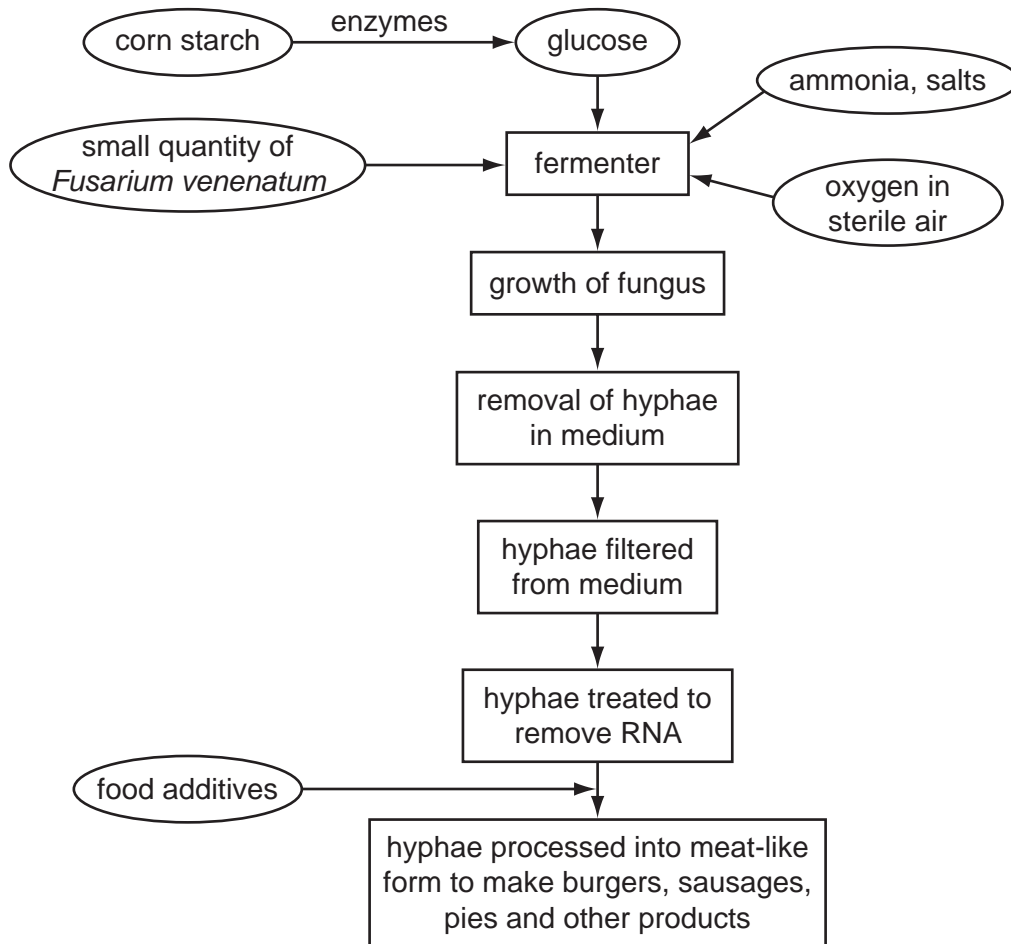 corn starch
enzymes
glucose
ammonia, salts
small quantity of
Fusarium venenatum
fermenter
oxygen in
sterile air
growth of fungus
removal of hyphae
in medium
hyphae filtered
from medium
hyphae treated to
remove RNA
food additives
hyphae processed into meat-like
form to make burgers, sausages,
pies and other products